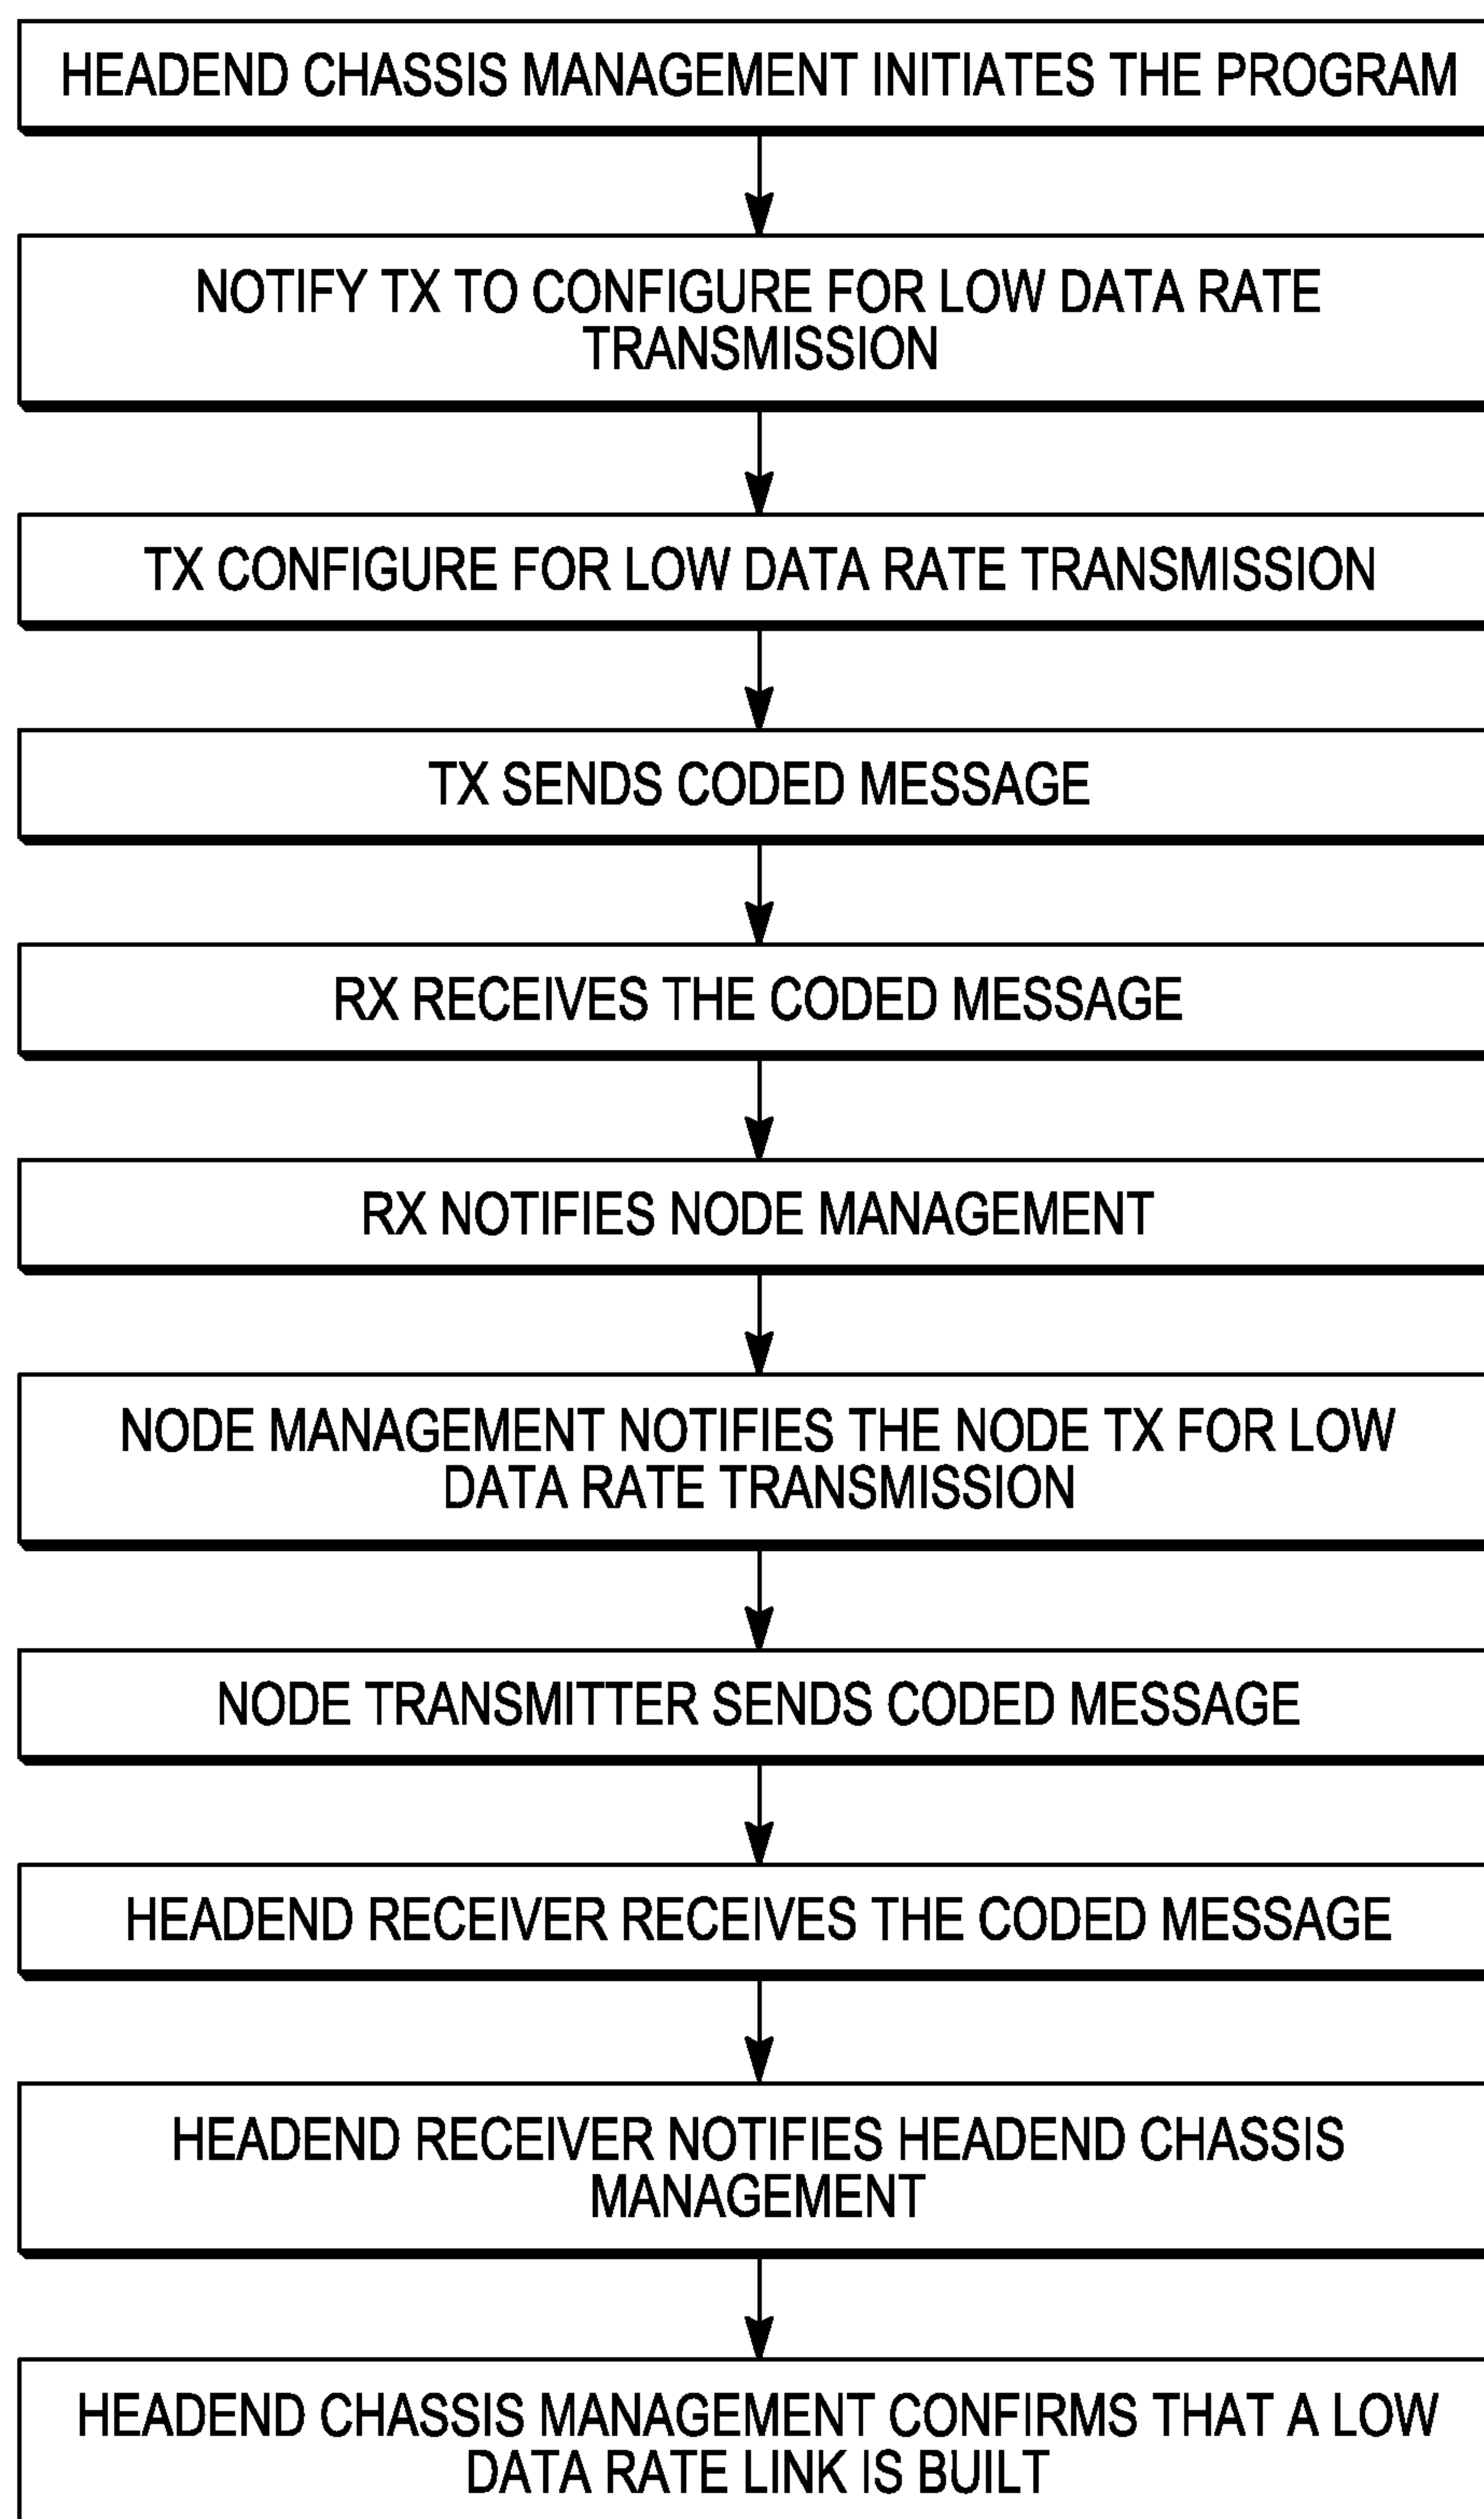 HEADEND CHASSIS MANAGEMENT INITIATES THE PROGRAM
NOTIFY TX TO CONFIGURE FOR LOW DATA RATE
TRANSMISSION
TX CONFIGURE FOR LOW DATA RATE TRANSMISSION
TX SENDS CODED MESSAGE
RX RECEIVES THE CODED MESSAGE
RX NOTIFIES NODE MANAGEMENT
NODE MANAGEMENT NOTIFIES THE NODE TX FOR LOW
DATA RATE TRANSMISSION
NODE TRANSMITTER SENDS CODED MESSAGE
HEADEND RECEIVER RECEIVES THE CODED MESSAGE
HEADEND RECEIVER NOTIFIES HEADEND CHASSIS
MANAGEMENT
HEADEND CHASSIS MANAGEMENT CONFIRMS THAT A LOW
DATA RATE LINK IS BUILT